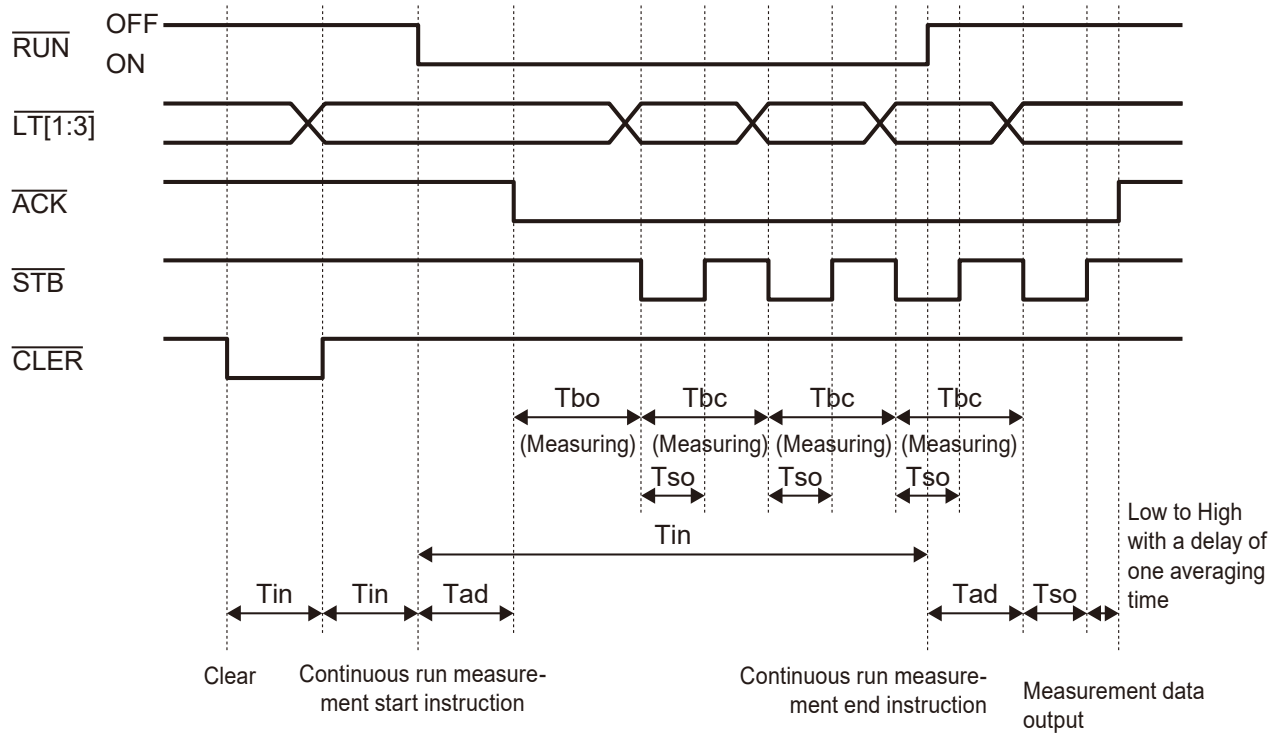 RUN
OFF
ON
LT[1:3]
ACK
STB
CLER
Tbo
Tbc
Tbc
Tbc
(Measuring)
(Measuring)
(Measuring)
(Measuring)
Tso
Tso
Tso
Tin
Low to High
with a delay of
one averaging
time
Tin
Tin
Tad
Tad
Tso
Clear
Continuous run measure-
ment start instruction
Continuous run measure-
ment end instruction
Measurement data
output